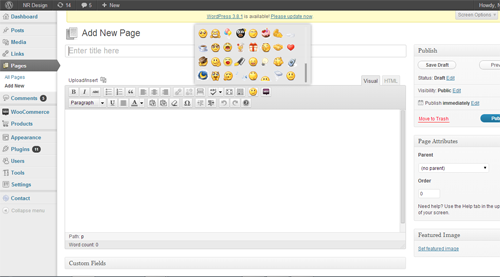 NR Design 14 5 New
Howdy, N
WordPress 3.8.1 is available! Please update now.
Screen Options
Dashboard
Posts
Media
Links
Pages
All Pages
Add New
Comments
WooCommerce
Products
Appearance
Plugins
Users
Tools
Settings
Contact
Collapse menu
Add New Page
Enter title here
Upload/Insert
Visual
HTML
Paragraph
Path: p
Word count: 0
Custom Fields
Publish
Save Draft
Preview
Status: Draft Edit
Visibility: Public Edit
Publish immediately Edit
Move to Trash
Pub
Page Attributes
Parent
(no parent)
Order
0
Need help? Use the Help tab in the up
of your screen.
Featured Image
Set featured image